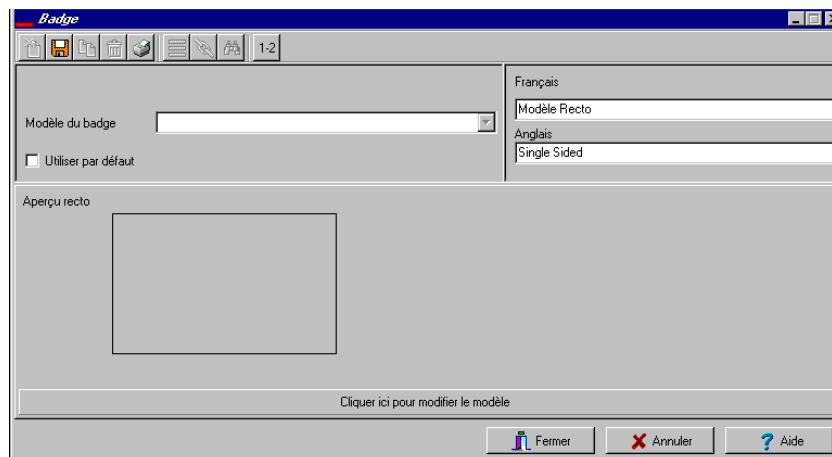 Badge
1-2
Français
Modèle Recto
Modèle du badge
Anglais
Single Sided
Utiliser par défaut
Aperçu recto
Cliquer ici pour modifier le modèle
Fermer
Annuler
Aide